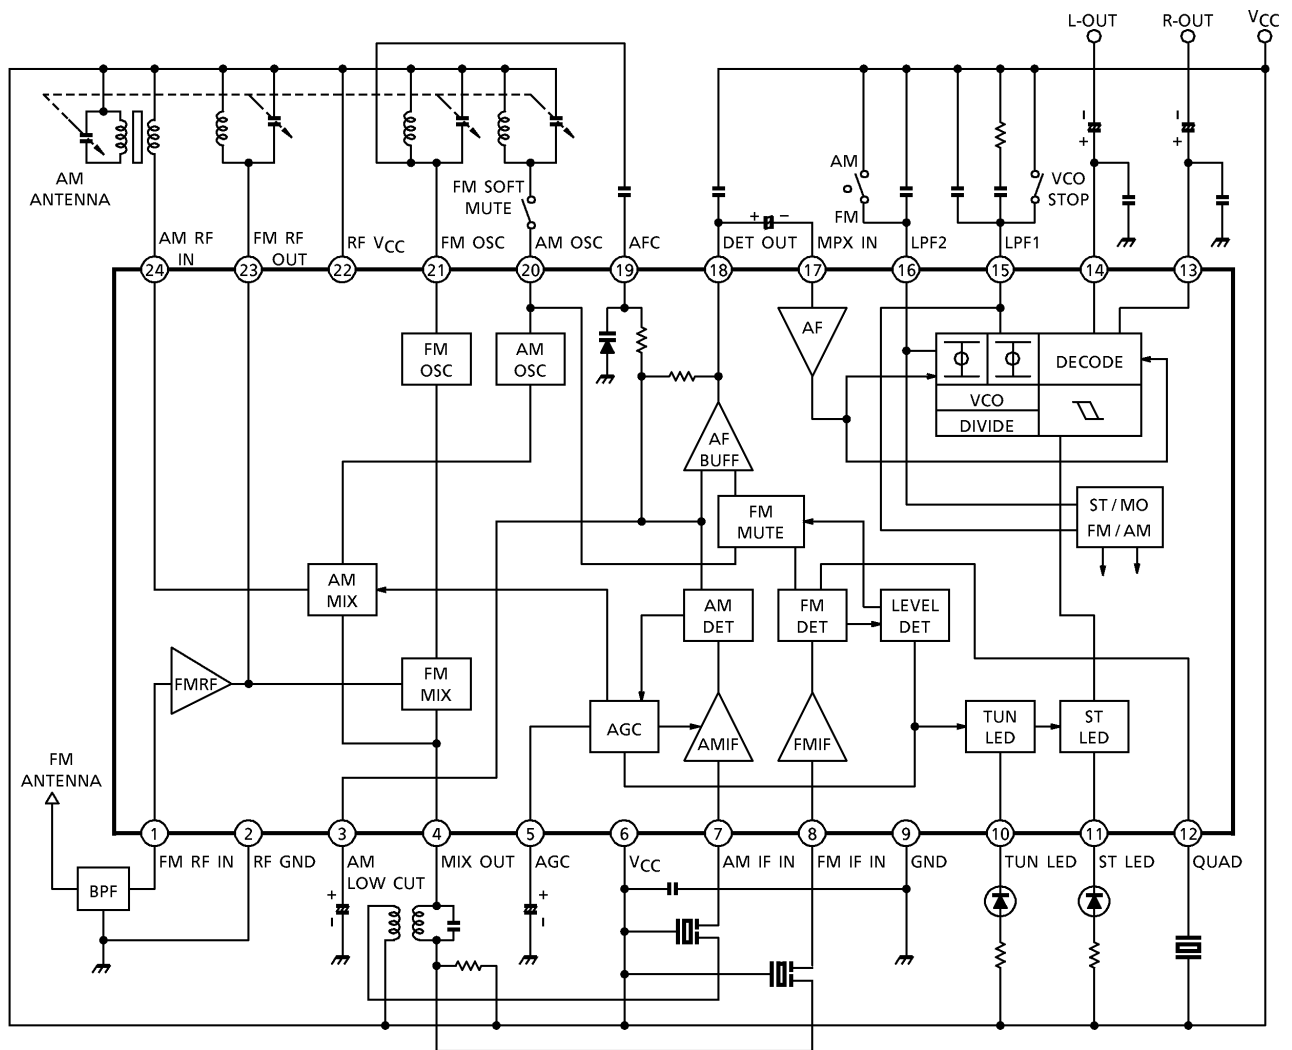 L-OUT R-OUT VCC
AM
ANTENNA
FM SOFT
MUTE
AM
FM
VCO
STOP
+ −
− +
− +
AM RF
IN
FM RF
OUT
RF VCC
FM OSC
AM OSC
AFC
DET OUT
MPX IN
LPF2
LPF1
24 23 22 21 20 19 18 17 16 15 14 13
FM
OSC
AM
OSC
AF
DECODE
VCO
DIVIDE
AF
BUFF
FM
MUTE
ST / MO
FM / AM
AM
MIX
AM
DET
FM
DET
LEVEL
DET
FMRF
FM
MIX
AGC
AMIF
FMIF
TUN
LED
ST
LED
FM
ANTENNA
1 2 3 4 5 6 7 8 9 10 11 12
FM RF IN
RF GND
AM
LOW CUT
MIX OUT
AGC
VCC
AM IF IN
FM IF IN
GND
TUN LED
ST LED
QUAD
BPF
+ −
+ −